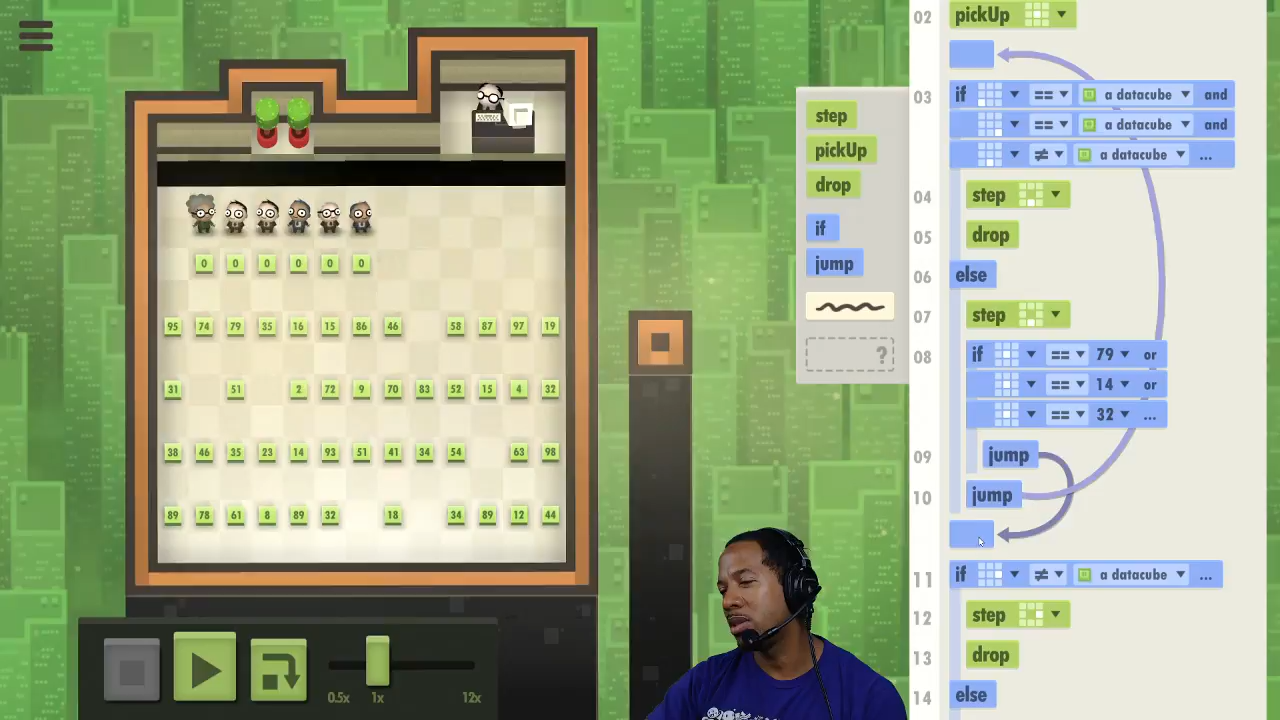 02 pickUp
03 if == a datacube and
== a datacube and
≠ a datacube ...
04 step
05 drop
06 else
07 step
08 if == 79 or
== 14 or
== 32 ...
09 jump
10 jump
11 if ≠ a datacube ...
12 step
13 drop
14 else
step
pickUp
drop
if
jump
?
0 0 0 0 0 0
95 74 79 35 16 15 86 46 58 87 97 19
31 51 2 72 9 70 83 52 15 4 32
38 46 35 23 14 93 51 41 34 54 63 98
89 78 61 8 89 32 18 34 89 12 44
0.5x 1x 12x